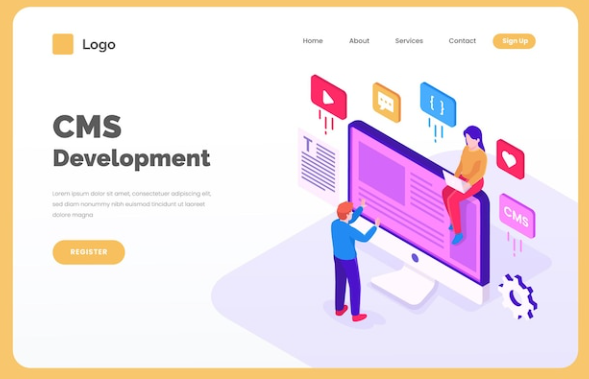 Logo
Home About Services Contact Sign Up
CMS
Development
Lorem ipsum dolor sit amet, consectetuer adipiscing elit,
sed diam nonummy nibh euismod tincidunt ut laoreet
dolore magna
REGISTER
T
{ }
CMS